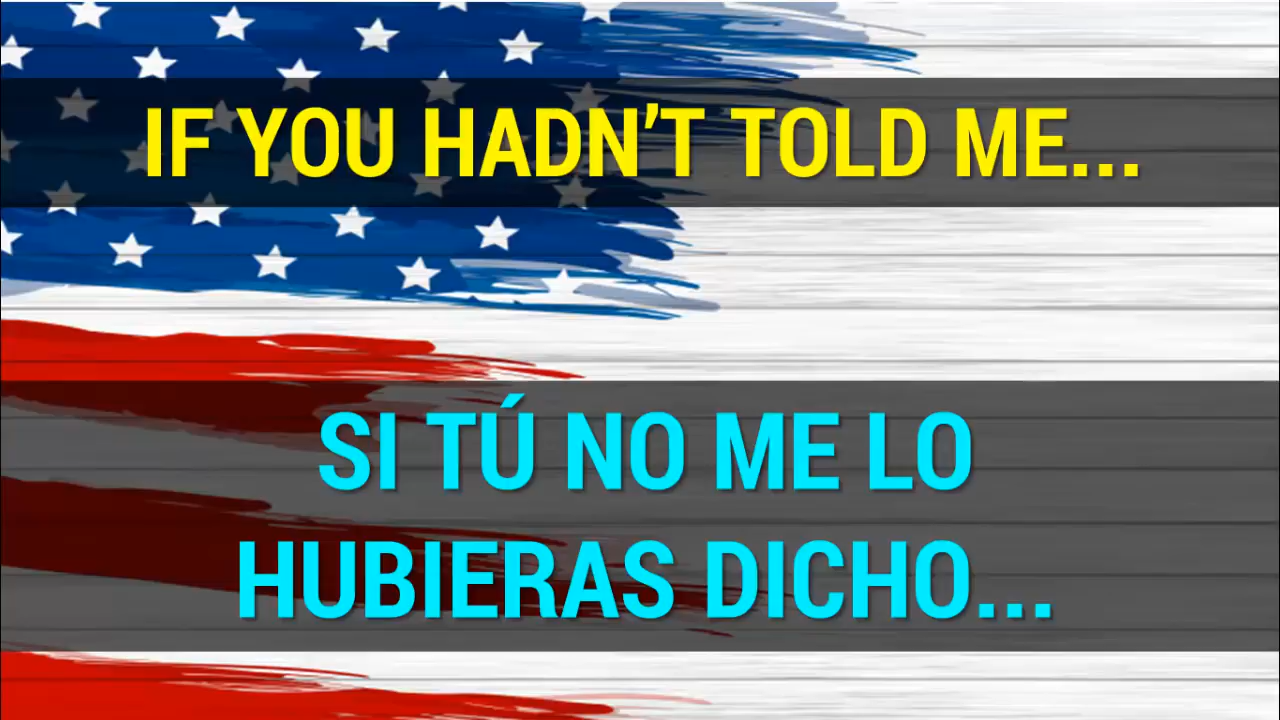 IF YOU HADN'T TOLD ME...
SI TÚ NO ME LO
HUBIERAS DICHO...